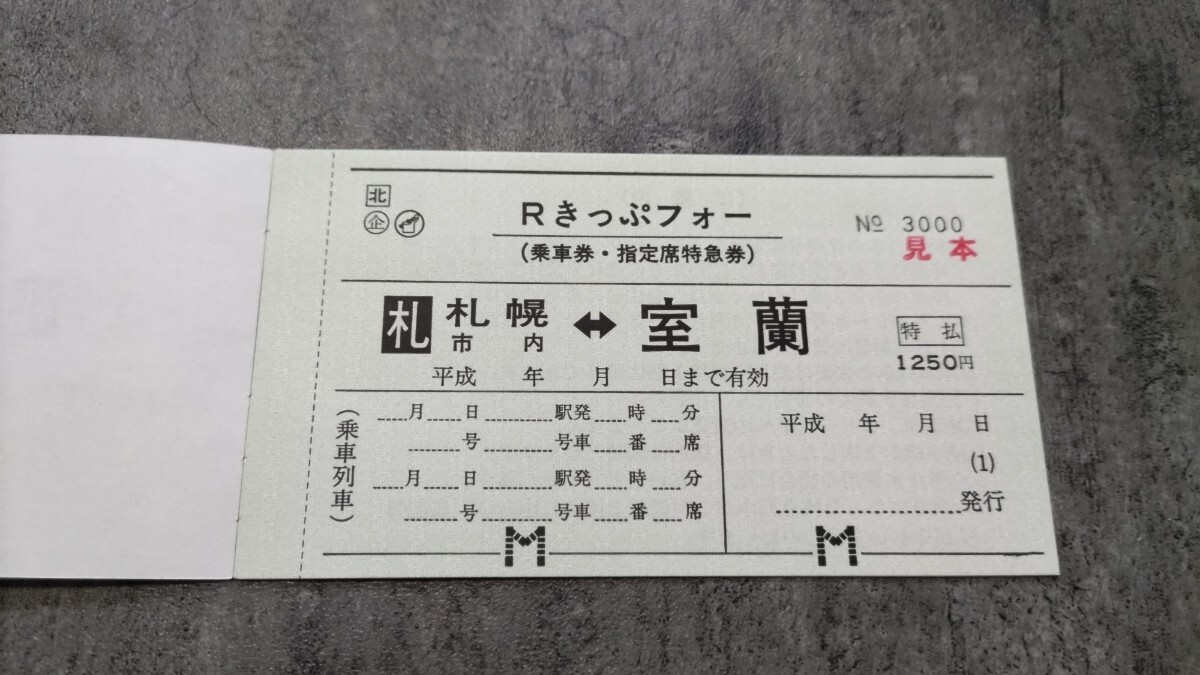 北
企
Rきっぷフォー
(乗車券・指定席特急券)
№ 3000
見本
札 札幌市内 ↔ 室蘭
特払
1250円
平成 年 月 日まで有効
(乗車列車)
月 日 駅発 時 分
号 号車 番 席
月 日 駅発 時 分
号 号車 番 席
平成 年 月 日
(1)
発行
M M